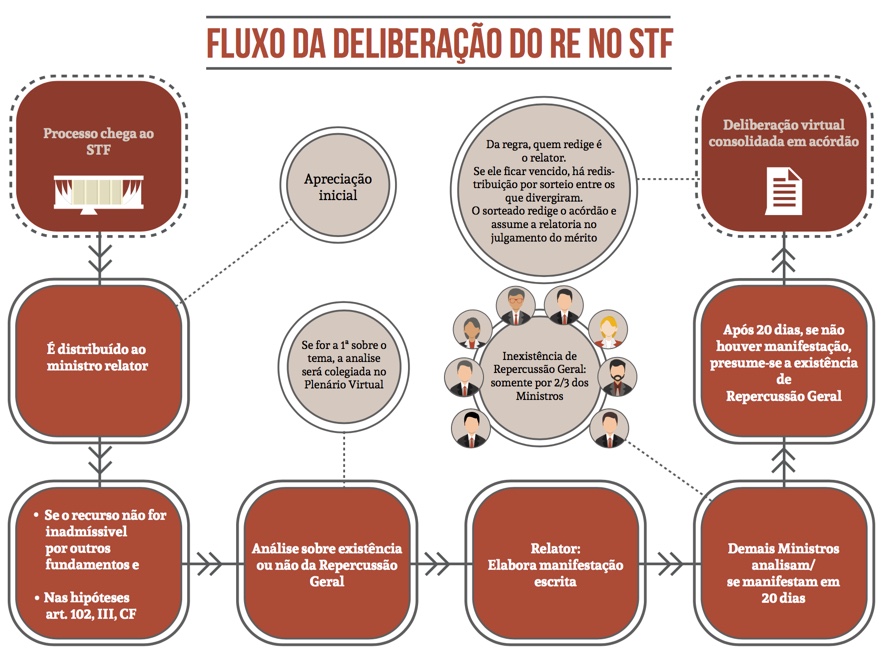 FLUXO DA DELIBERAÇÃO DO RE NO STF
Processo chega ao
STF
Apreciação
inicial
Da regra, quem redige é
o relator.
Se ele ficar vencido, há redis-
tribuição por sorteio entre os
que divergiram.
O sorteado redige o acórdão e
assume a relatoria no
julgamento do mérito
Deliberação virtual
consolidada em acórdão
É distribuído ao
ministro relator
Se for a 1ª sobre o
tema, a analise
será colegiada no
Plenário Virtual
Inexistência de
Repercussão Geral:
somente por 2/3 dos
Ministros
Após 20 dias, se não
houver manifestação,
presume-se a existência
de
Repercussão Geral
• Se o recurso não for
inadmíssivel
por outros
fundamentos e
• Nas hipóteses
art. 102, III, CF
Análise sobre existência
ou não da Repercussão
Geral
Relator:
Elabora manifestação
escrita
Demais Ministros
analisam/
se manifestam em
20 dias